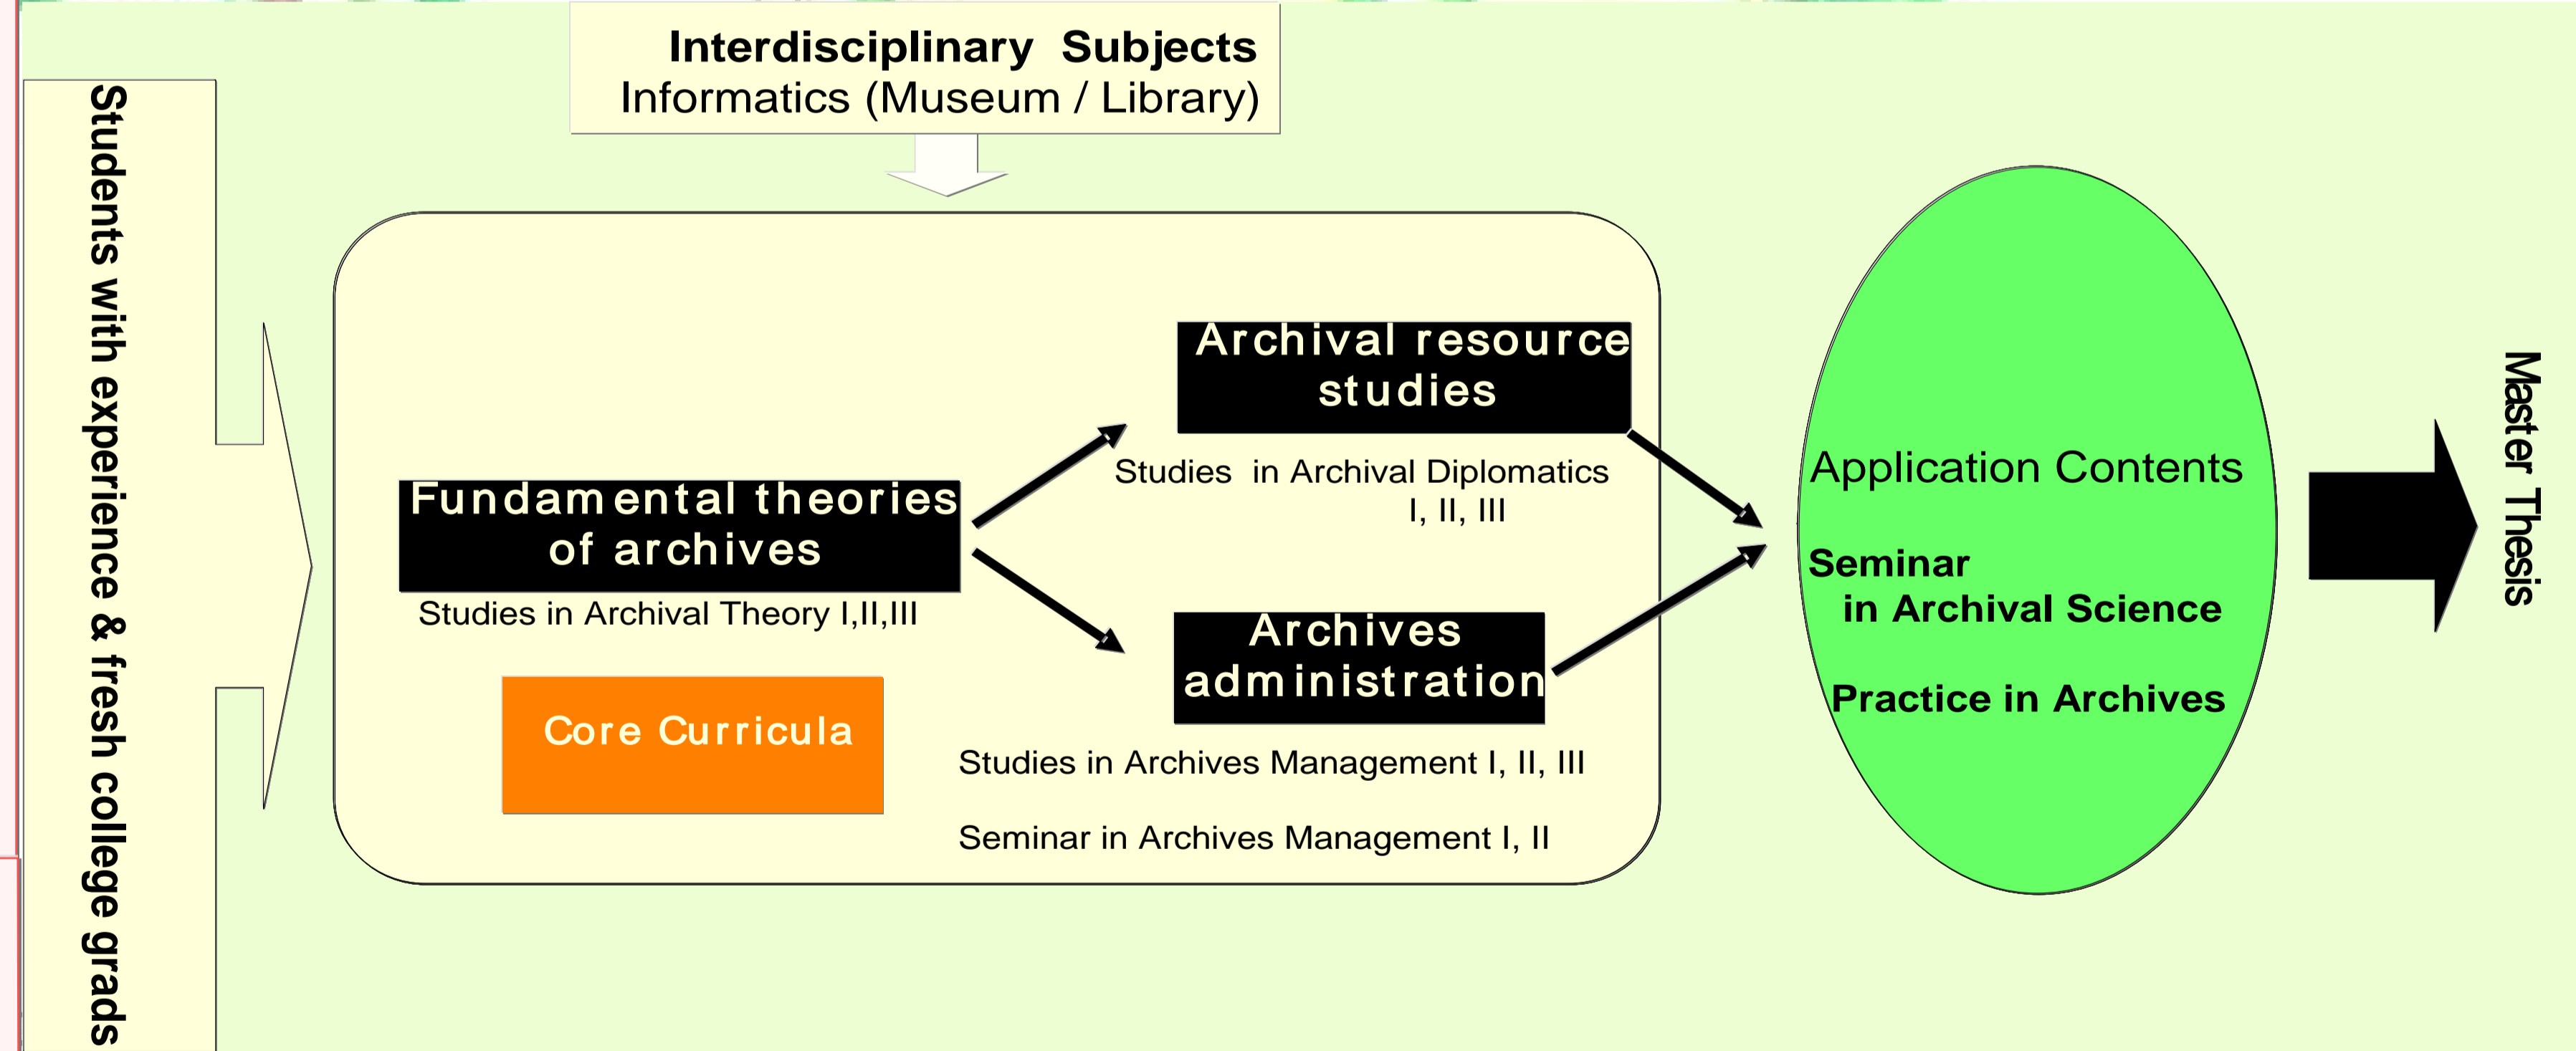 Interdisciplinary Subjects
Informatics (Museum / Library)
Students with experience & fresh college grads
Fundamental theories
of archives
Studies in Archival Theory I,II,III
Core Curricula
Archival resource
studies
Studies in Archival Diplomatics
I, II, III
Archives
administration
Studies in Archives Management I, II, III
Seminar in Archives Management I, II
Application Contents
Seminar
in Archival Science
Practice in Archives
Master Thesis